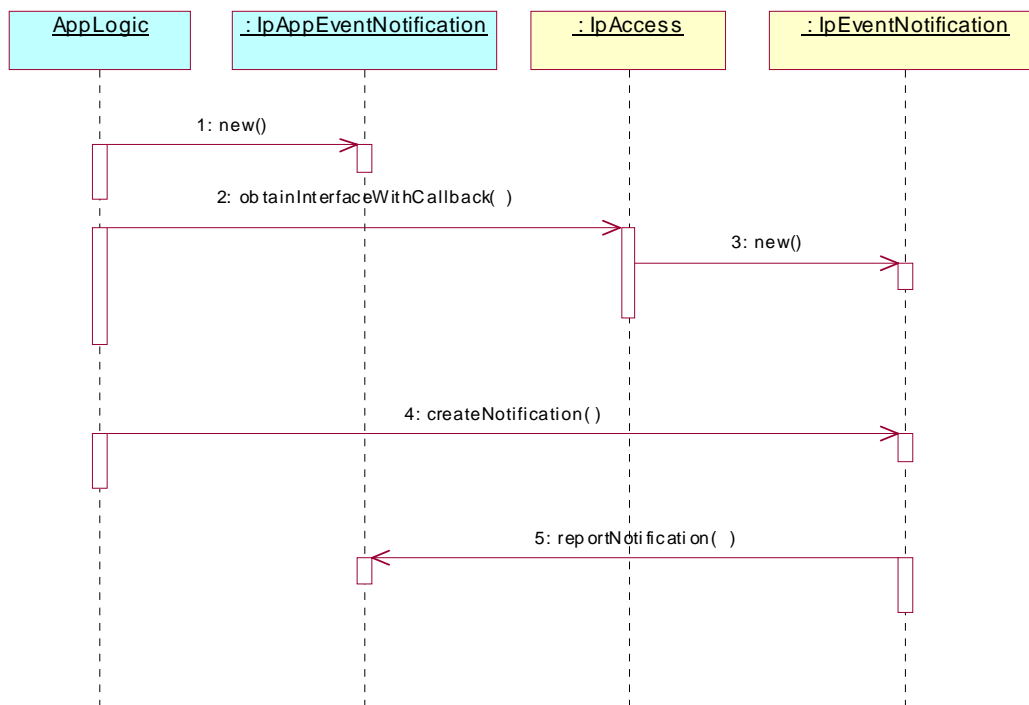 AppLogic
: IpAppEventNotification
: IpAccess
: IpEventNotification
1: new()
2: obtainInterfaceWithCallback( )
3: new()
4: createNotification( )
5: reportNotification( )